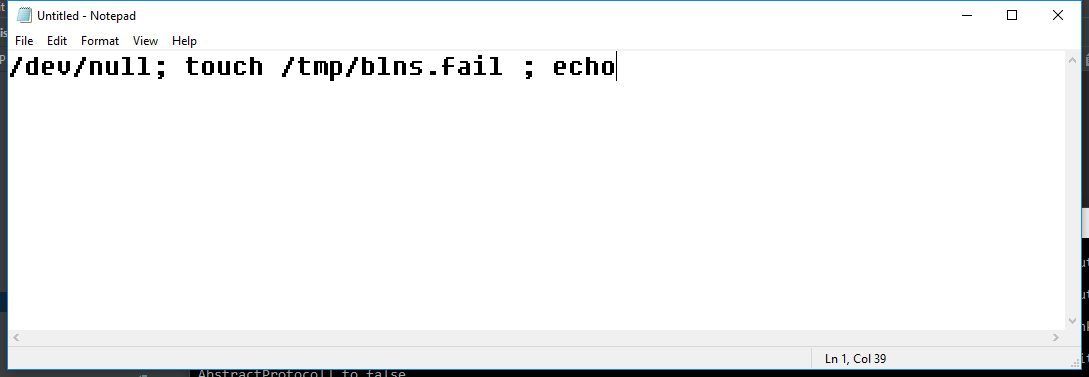 Untitled - Notepad
File Edit Format View Help
/dev/null; touch /tmp/blns.fail ; echo
Ln 1, Col 39
AbstractProtocol] to false